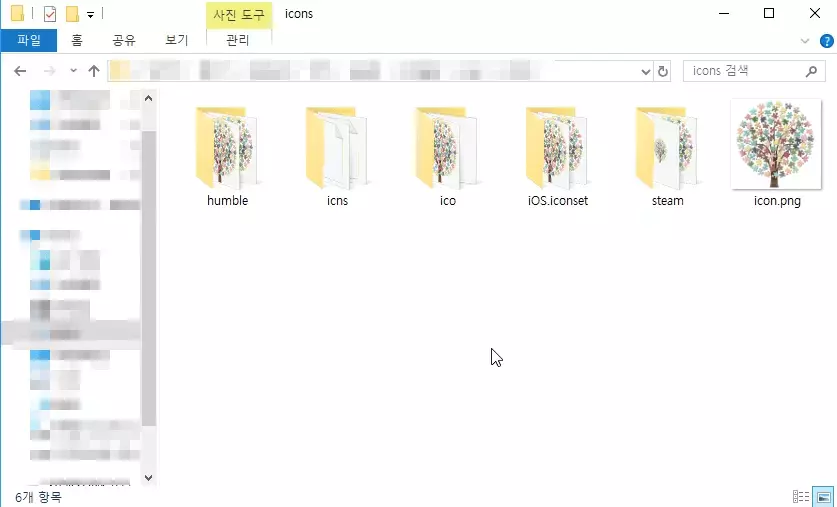 사진 도구 icons
파일 홈 공유 보기 관리
icons 검색
humble icns ico iOS.iconset steam icon.png
6개 항목